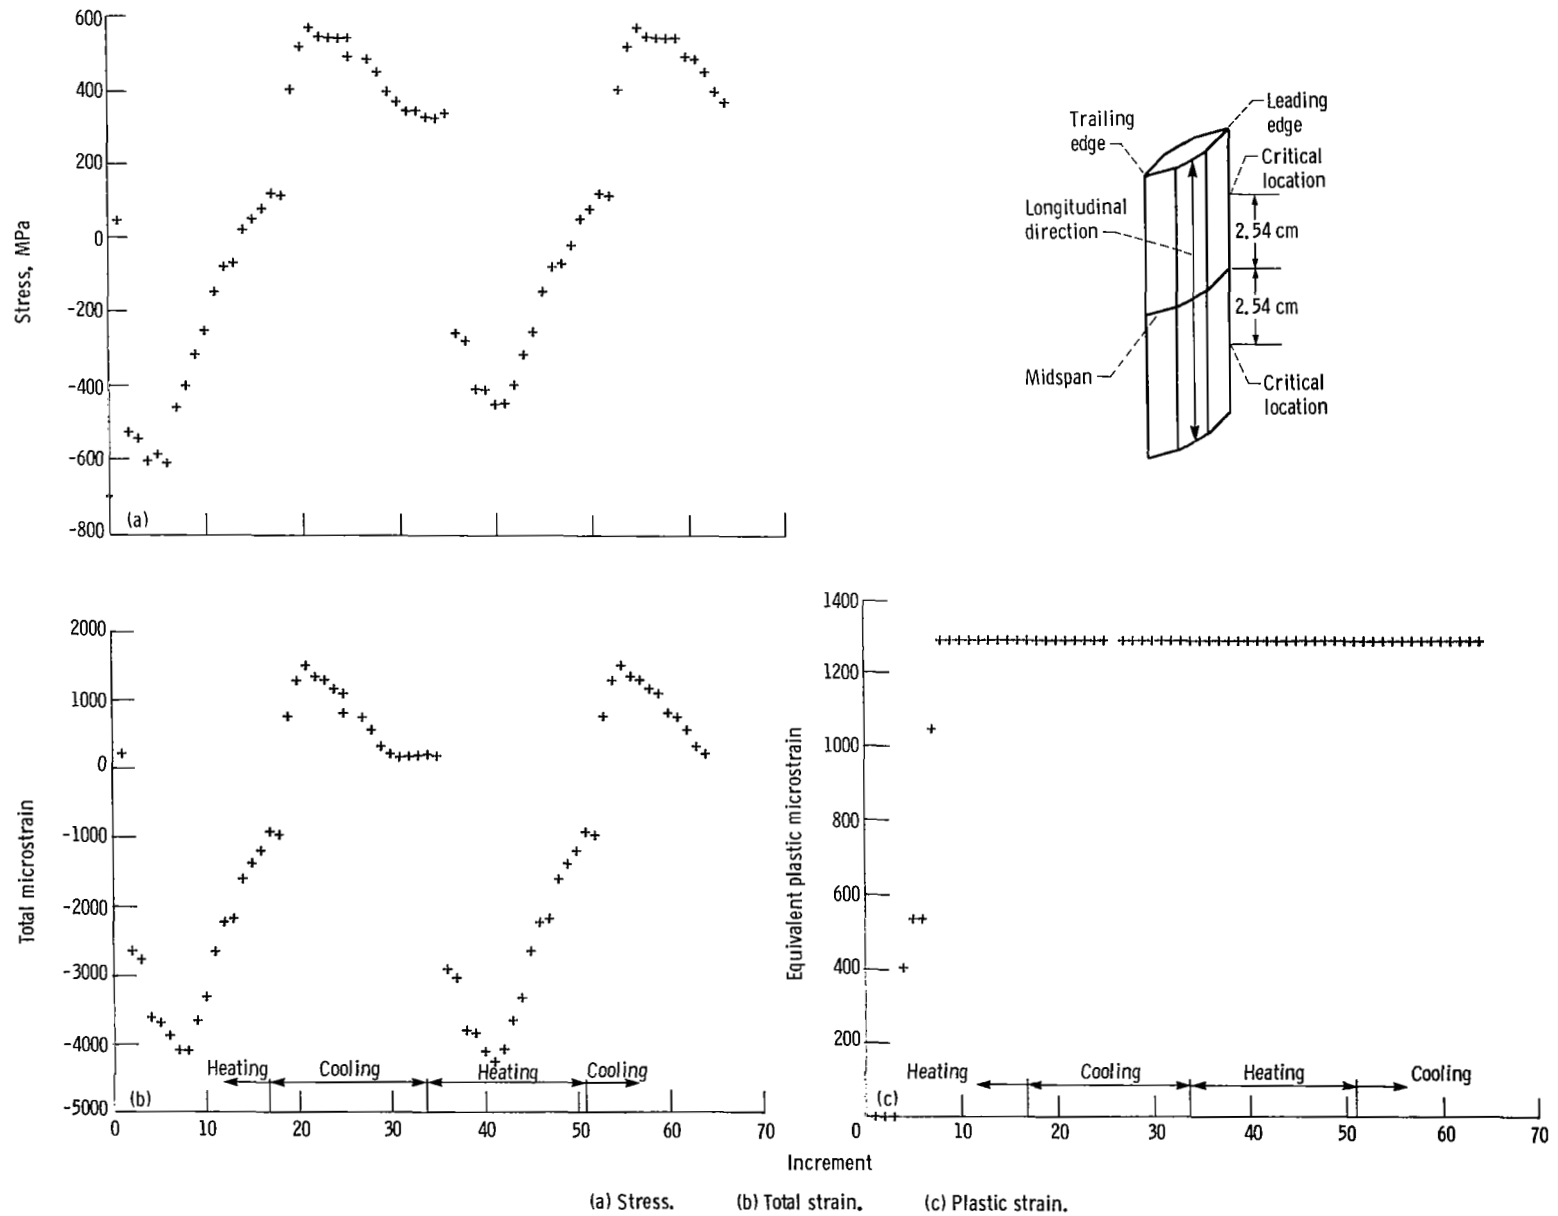 600
400
200
0
-200
-400
-600
-800
Stress, MPa
(a)
Trailing
edge
Leading
edge
Critical
location
Longitudinal
direction
2.54 cm
2.54 cm
Midspan
Critical
location
2000
1000
0
-1000
-2000
-3000
-4000
-5000
Total microstrain
Heating
Cooling
Heating
Cooling
(b)
0 10 20 30 40 50 60 70
1400
1200
1000
800
600
400
200
0
Equivalent plastic microstrain
Heating
Cooling
Heating
Cooling
(c)
10 20 30 40 50 60 70
Increment
(a) Stress. (b) Total strain. (c) Plastic strain.